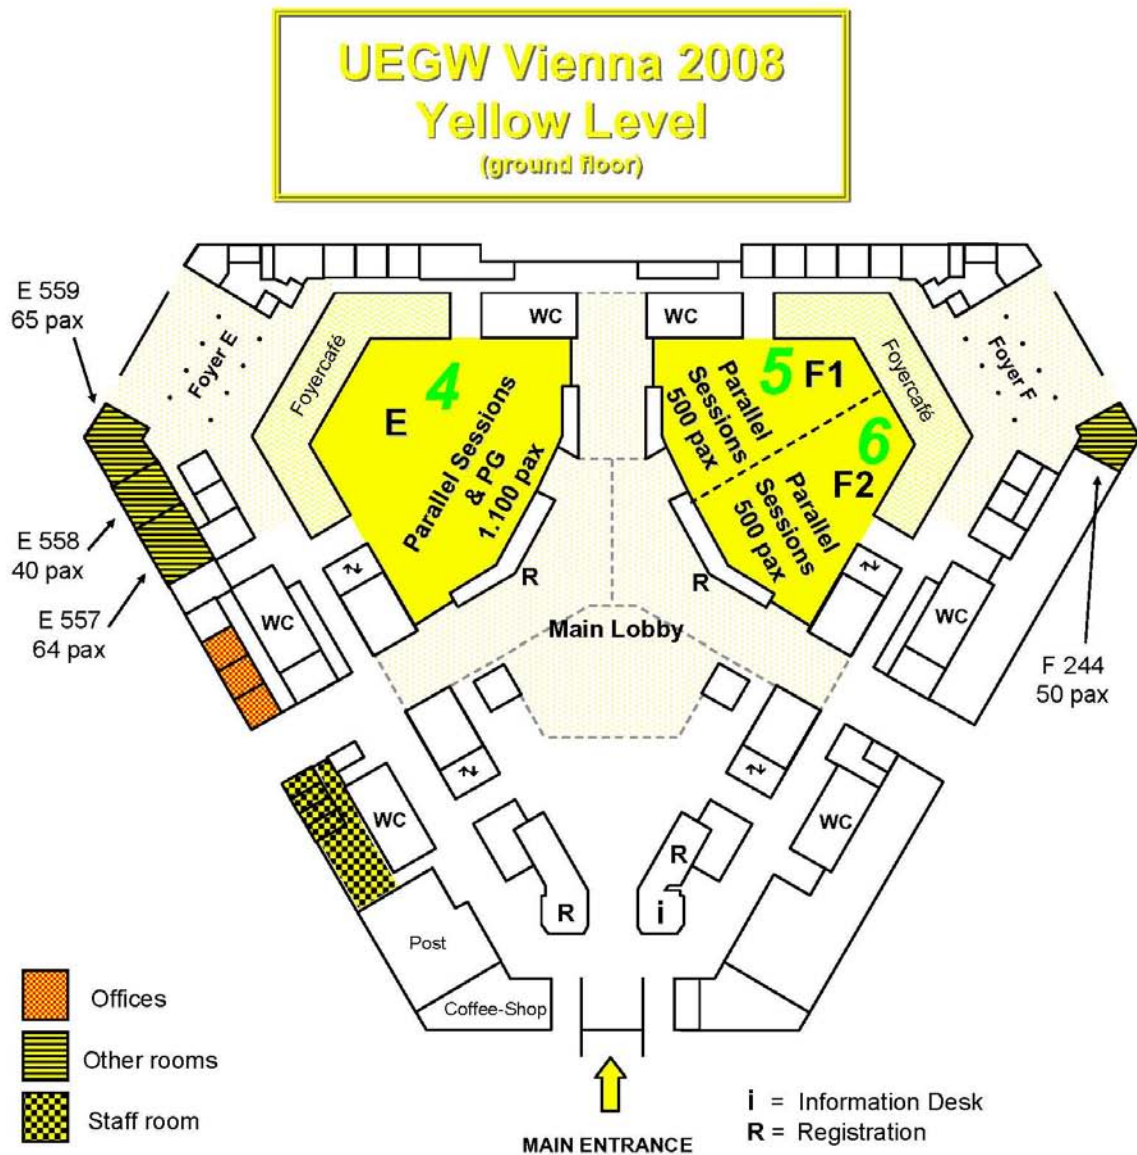 UEGW Vienna 2008
Yellow Level
(ground floor)
E 559
65 pax
Foyer E
Foyercafé
WC
WC
Foyercafé
Foyer F
4
E
Parallel Sessions
& PG
1.100 pax
5
F1
Parallel
Sessions
500 pax
6
F2
Parallel
Sessions
500 pax
E 558
40 pax
E 557
64 pax
R
R
WC
WC
Main Lobby
F 244
50 pax
WC
WC
R
R
i
Post
Coffee-Shop
Offices
Other rooms
Staff room
MAIN ENTRANCE
i = Information Desk
R = Registration